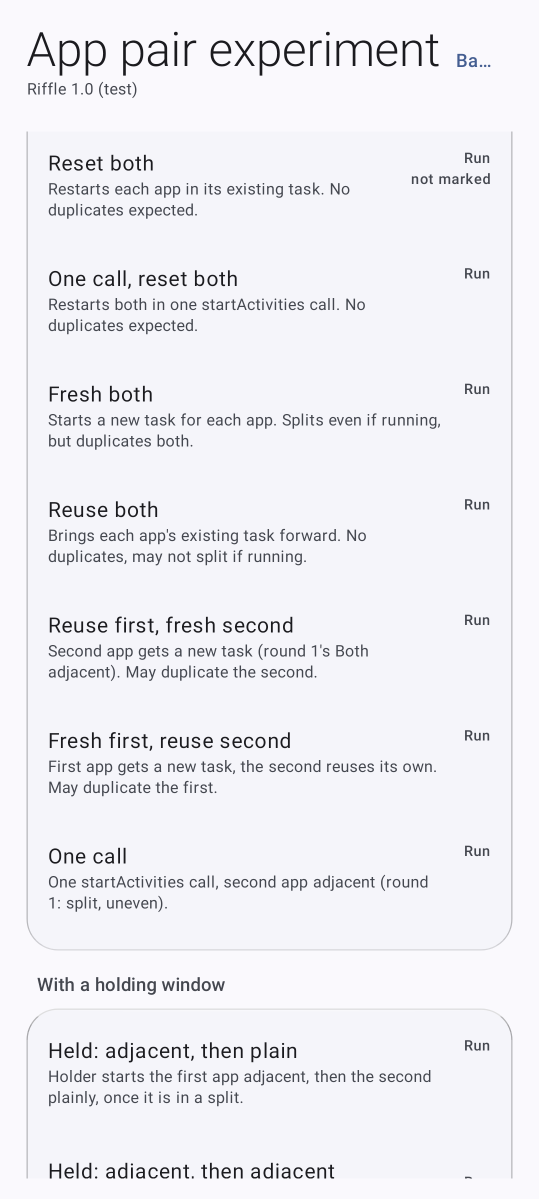 App pair experiment Ba...
Riffle 1.0 (test)
Reset both
Run
not marked
Restarts each app in its existing task. No
duplicates expected.
One call, reset both
Run
Restarts both in one startActivities call. No
duplicates expected.
Fresh both
Run
Starts a new task for each app. Splits even if running,
but duplicates both.
Reuse both
Run
Brings each app's existing task forward. No
duplicates, may not split if running.
Reuse first, fresh second
Run
Second app gets a new task (round 1's Both
adjacent). May duplicate the second.
Fresh first, reuse second
Run
First app gets a new task, the second reuses its own.
May duplicate the first.
One call
Run
One startActivities call, second app adjacent (round
1: split, uneven).
With a holding window
Held: adjacent, then plain
Run
Holder starts the first app adjacent, then the second
plainly, once it is in a split.
Held: adjacent, then adjacent